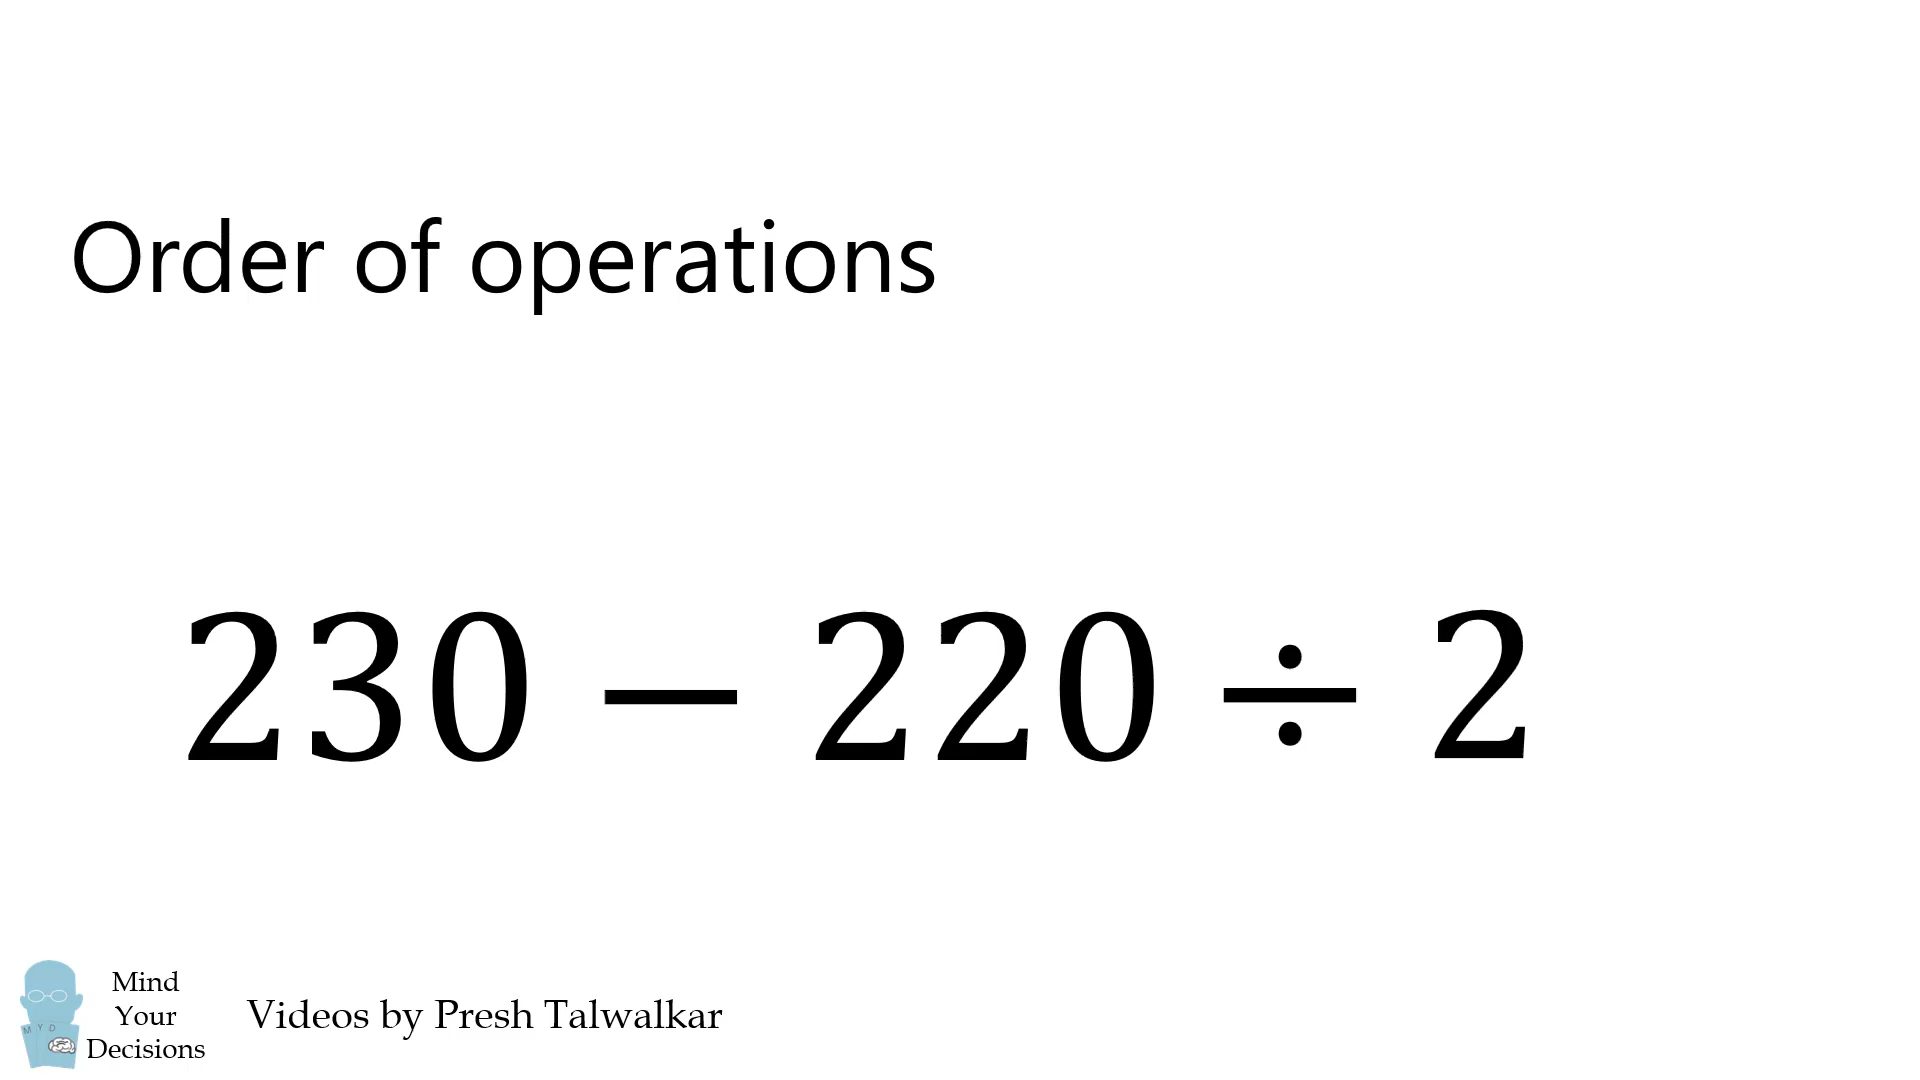 Order of operations
230 − 220 ÷ 2
Mind
Your
Decisions
M Y D
Videos by Presh Talwalkar